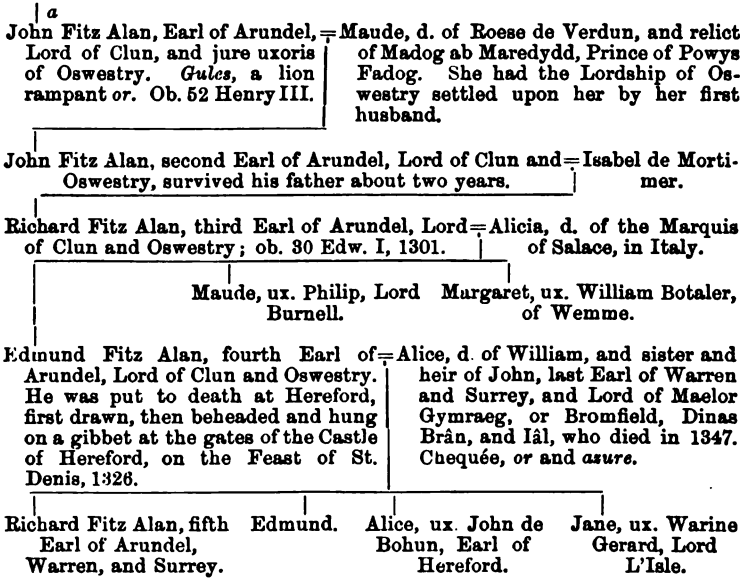 a
John Fitz Alan, Earl of Arundel,
Lord of Clun, and jure uxoris
of Oswestry. Gules, a lion
rampant or. Ob. 52 Henry III.
=Maude, d. of Roese de Verdun, and relict
of Madog ab Maredydd, Prince of Powys
Fadog. She had the Lordship of Os-
westry settled upon her by her first
husband.
John Fitz Alan, second Earl of Arundel, Lord of Clun and
Oswestry, survived his father about two years.
=Isabel de Morti-
mer.
Richard Fitz Alan, third Earl of Arundel, Lord
of Clun and Oswestry; ob. 30 Edw. I, 1301.
=Alicia, d. of the Marquis
of Salace, in Italy.
Maude, ux. Philip, Lord
Burnell.
Margaret, ux. William Botaler,
of Wemme.
Edmund Fitz Alan, fourth Earl of
Arundel, Lord of Clun and Oswestry.
He was put to death at Hereford,
first drawn, then beheaded and hung
on a gibbet at the gates of the Castle
of Hereford, on the Feast of St.
Denis, 1326.
=Alice, d. of William, and sister and
heir of John, last Earl of Warren
and Surrey, and Lord of Maelor
Gymraeg, or Bromfield, Dinas
Brân, and Iâl, who died in 1347.
Chequée, or and azure.
Richard Fitz Alan, fifth
Earl of Arundel,
Warren, and Surrey.
Edmund.
Alice, ux. John de
Bohun, Earl of
Hereford.
Jane, ux. Warine
Gerard, Lord
L'Isle.